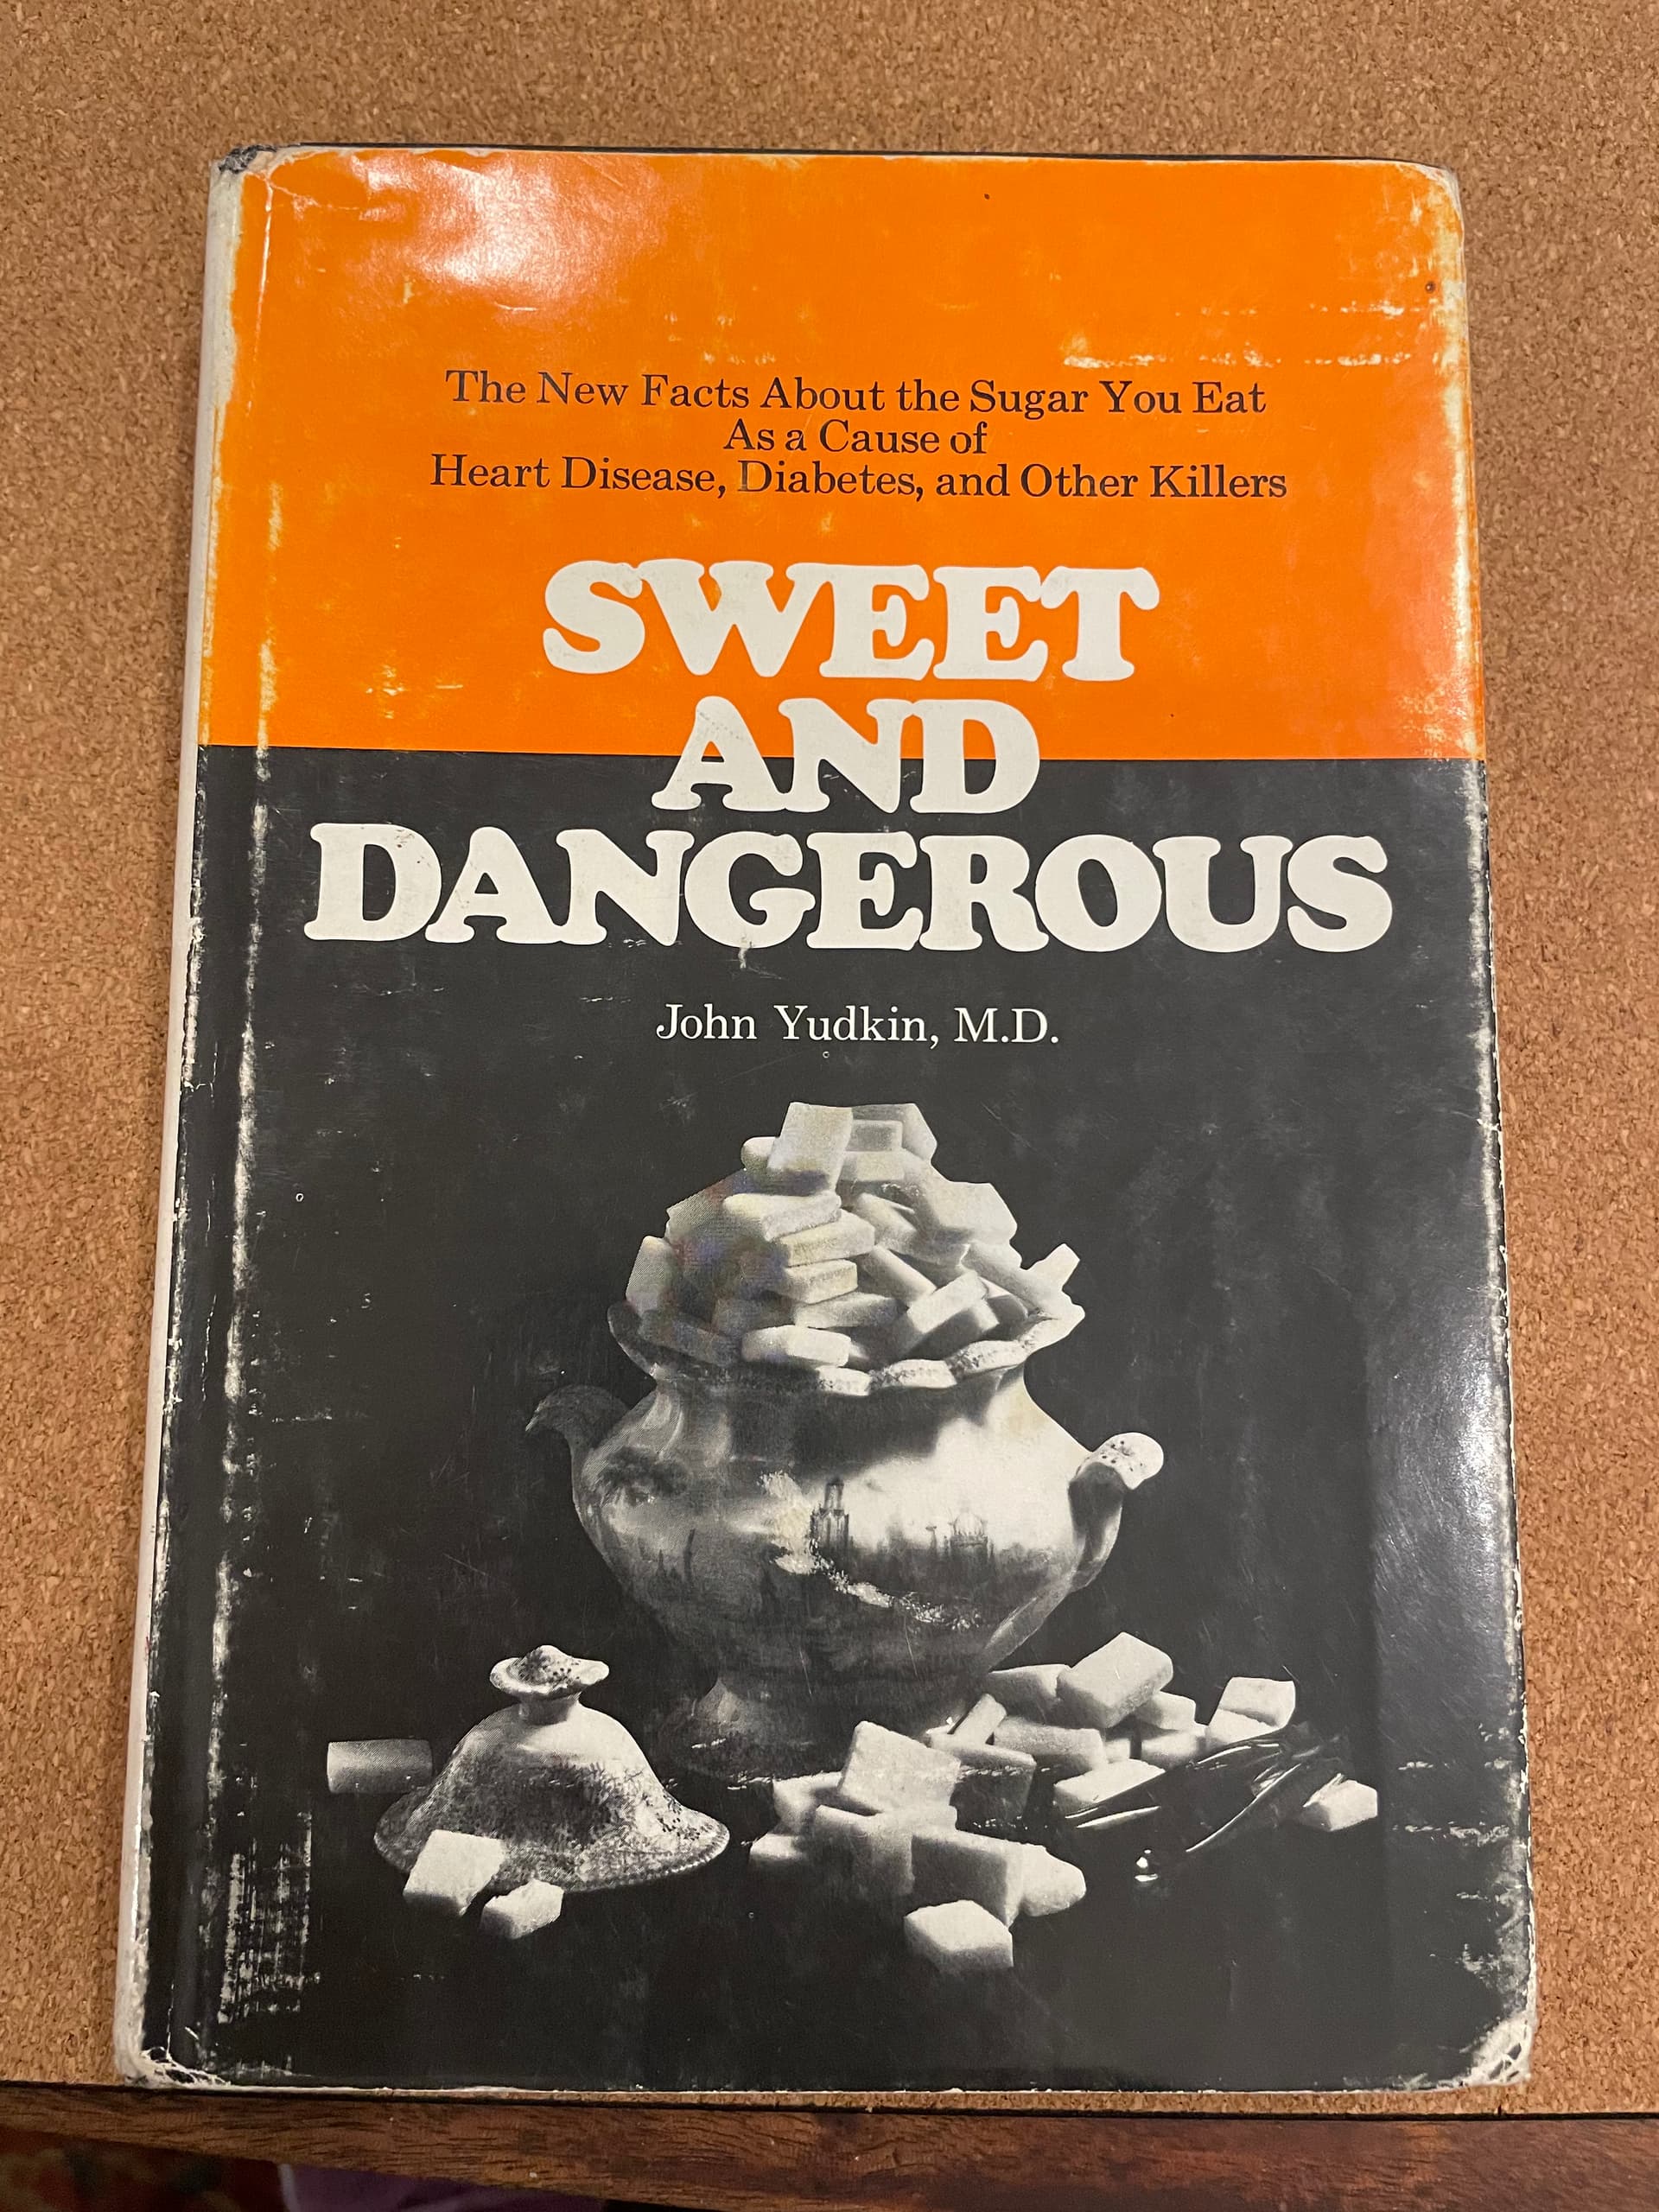 The New Facts About the Sugar You Eat
As a Cause of
Heart Disease, Diabetes, and Other Killers
SWEET
AND
DANGEROUS
John Yudkin, M.D.